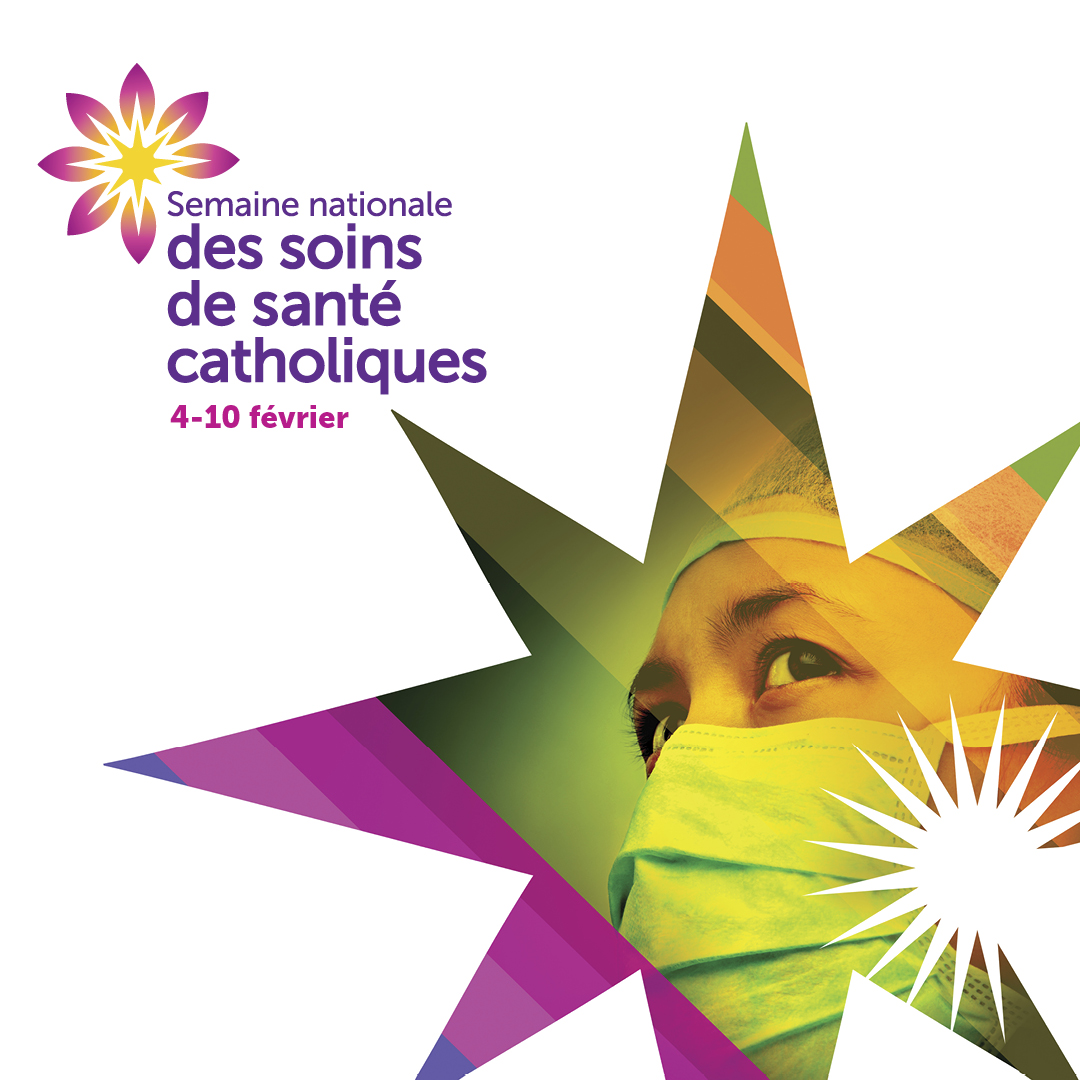 Semaine nationale
des soins
de santé
catholiques
4-10 février